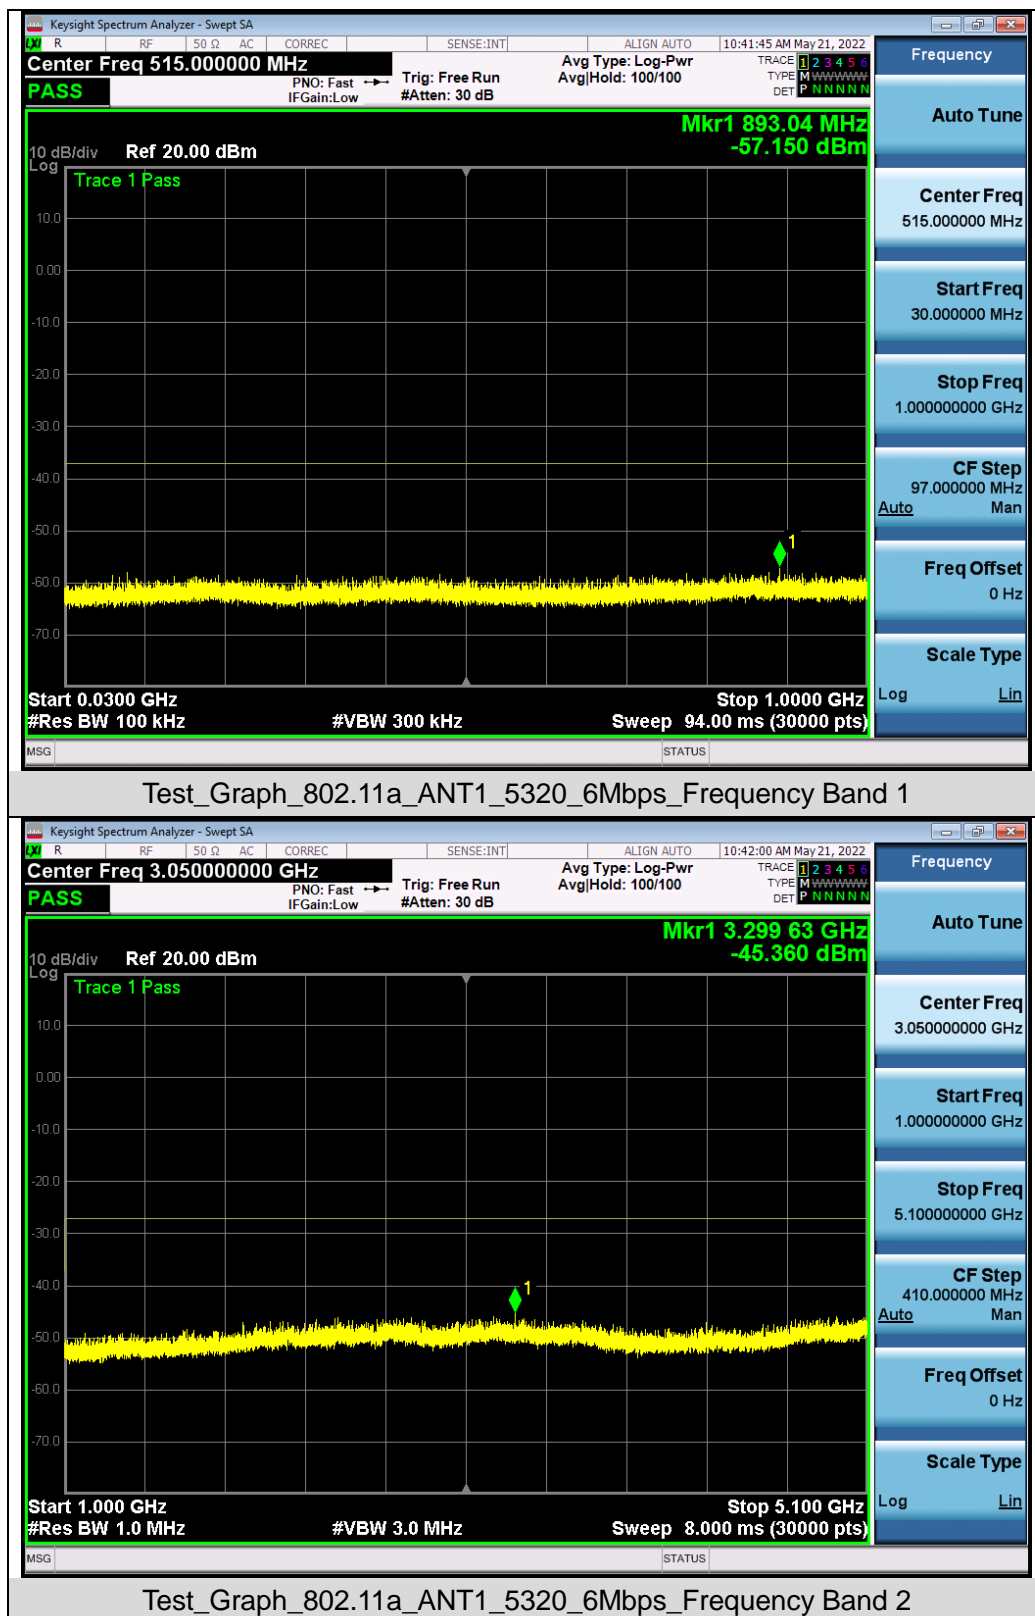 Keysight Spectrum Analyzer - Swept SA
LXI R RF 50 Ω AC CORREC SENSE:INT ALIGN AUTO 10:41:45 AM May 21, 2022
Center Freq 515.000000 MHz
PASS
PNO: Fast
IFGain:Low
Trig: Free Run
#Atten: 30 dB
Avg Type: Log-Pwr
Avg|Hold: 100/100
TRACE 1 2 3 4 5 6
TYPE M WWWWW
DET P N N N N N
Mkr1 893.04 MHz
-57.150 dBm
10 dB/div Ref 20.00 dBm
Log
Trace 1 Pass
10.0
0.00
-10.0
-20.0
-30.0
-40.0
-50.0
-60.0
-70.0
1
Start 0.0300 GHz
Stop 1.0000 GHz
#Res BW 100 kHz
#VBW 300 kHz
Sweep 94.00 ms (30000 pts)
MSG
STATUS
Frequency
Auto Tune
Center Freq
515.000000 MHz
Start Freq
30.000000 MHz
Stop Freq
1.000000000 GHz
CF Step
97.000000 MHz
Auto Man
Freq Offset
0 Hz
Scale Type
Log Lin
Test_Graph_802.11a_ANT1_5320_6Mbps_Frequency Band 1
Keysight Spectrum Analyzer - Swept SA
LXI R RF 50 Ω AC CORREC SENSE:INT ALIGN AUTO 10:42:00 AM May 21, 2022
Center Freq 3.050000000 GHz
PASS
PNO: Fast
IFGain:Low
Trig: Free Run
#Atten: 30 dB
Avg Type: Log-Pwr
Avg|Hold: 100/100
TRACE 1 2 3 4 5 6
TYPE M WWWWW
DET P N N N N N
Mkr1 3.299 63 GHz
-45.360 dBm
10 dB/div Ref 20.00 dBm
Log
Trace 1 Pass
10.0
0.00
-10.0
-20.0
-30.0
-40.0
-50.0
-60.0
-70.0
1
Start 1.000 GHz
Stop 5.100 GHz
#Res BW 1.0 MHz
#VBW 3.0 MHz
Sweep 8.000 ms (30000 pts)
MSG
STATUS
Frequency
Auto Tune
Center Freq
3.050000000 GHz
Start Freq
1.000000000 GHz
Stop Freq
5.100000000 GHz
CF Step
410.000000 MHz
Auto Man
Freq Offset
0 Hz
Scale Type
Log Lin
Test_Graph_802.11a_ANT1_5320_6Mbps_Frequency Band 2